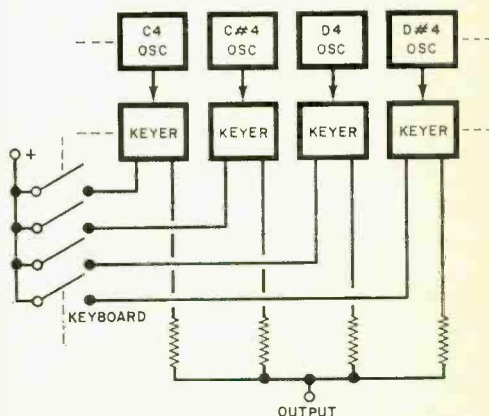 C4 C#4 D4 D#4
OSC OSC OSC OSC
KEYER KEYER KEYER KEYER
+
KEYBOARD
OUTPUT